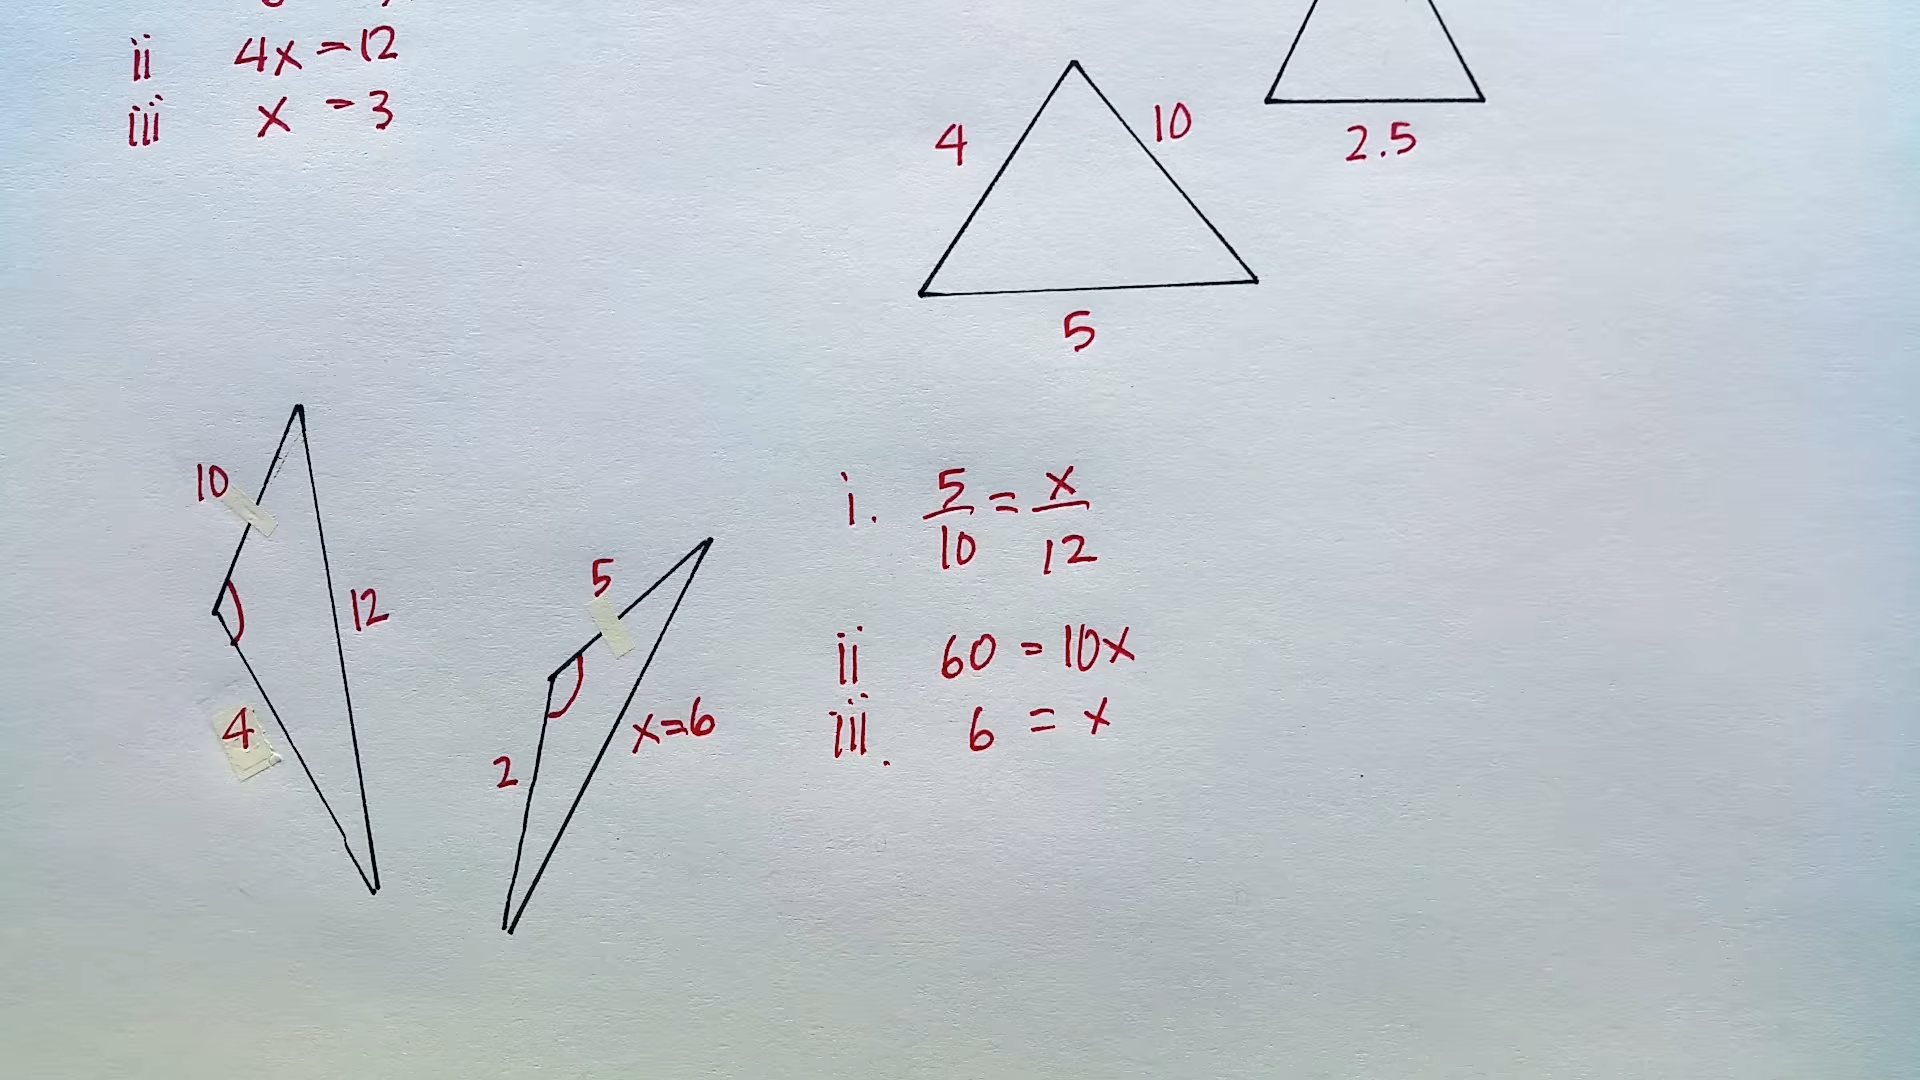 ii 4x = 12
iii x = 3
4
10
5
2.5
10
12
4
5
2
x=6
i. 5/10 = x/12
ii 60 = 10x
iii. 6 = x